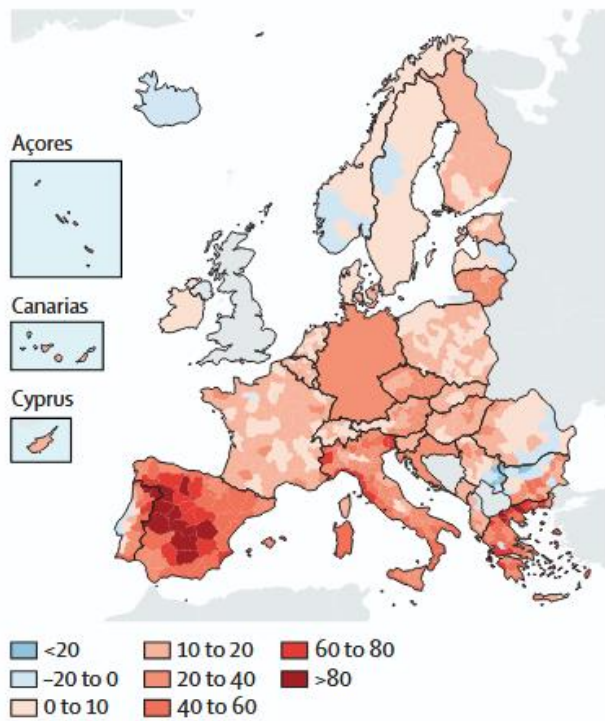 Açores
Canarias
Cyprus
<20
–20 to 0
0 to 10
10 to 20
20 to 40
40 to 60
60 to 80
>80